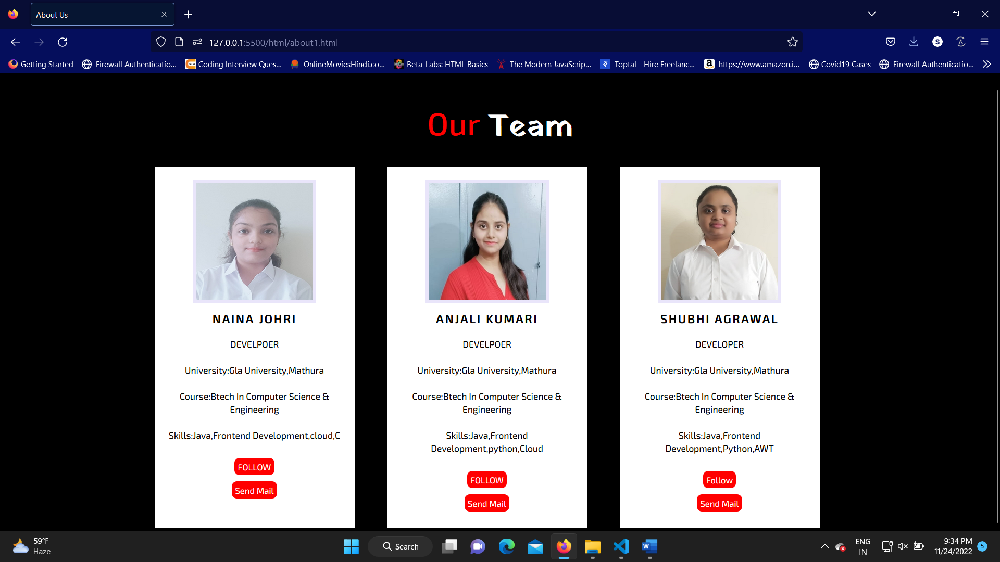 About Us
127.0.0.1:5500/html/about1.html
S
Getting Started
Firewall Authenticatio...
Coding Interview Ques...
OnlineMoviesHindi.co...
Beta-Labs: HTML Basics
The Modern JavaScrip...
Toptal - Hire Freelanc...
https://www.amazon.i...
Covid19 Cases
Firewall Authenticatio...
Our Team
NAINA JOHRI
DEVELPOER
University:Gla University,Mathura
Course:Btech In Computer Science &
Engineering
Skills:Java,Frontend Development,cloud,C
FOLLOW
Send Mail
ANJALI KUMARI
DEVELPOER
University:Gla University,Mathura
Course:Btech In Computer Science &
Engineering
Skills:Java,Frontend
Development,python,Cloud
FOLLOW
Send Mail
SHUBHI AGRAWAL
DEVELOPER
University:Gla University,Mathura
Course:Btech In Computer Science &
Engineering
Skills:Java,Frontend
Development,Python,AWT
Follow
Send Mail
59°F
Haze
Search
ENG
IN
9:34 PM
11/24/2022
5